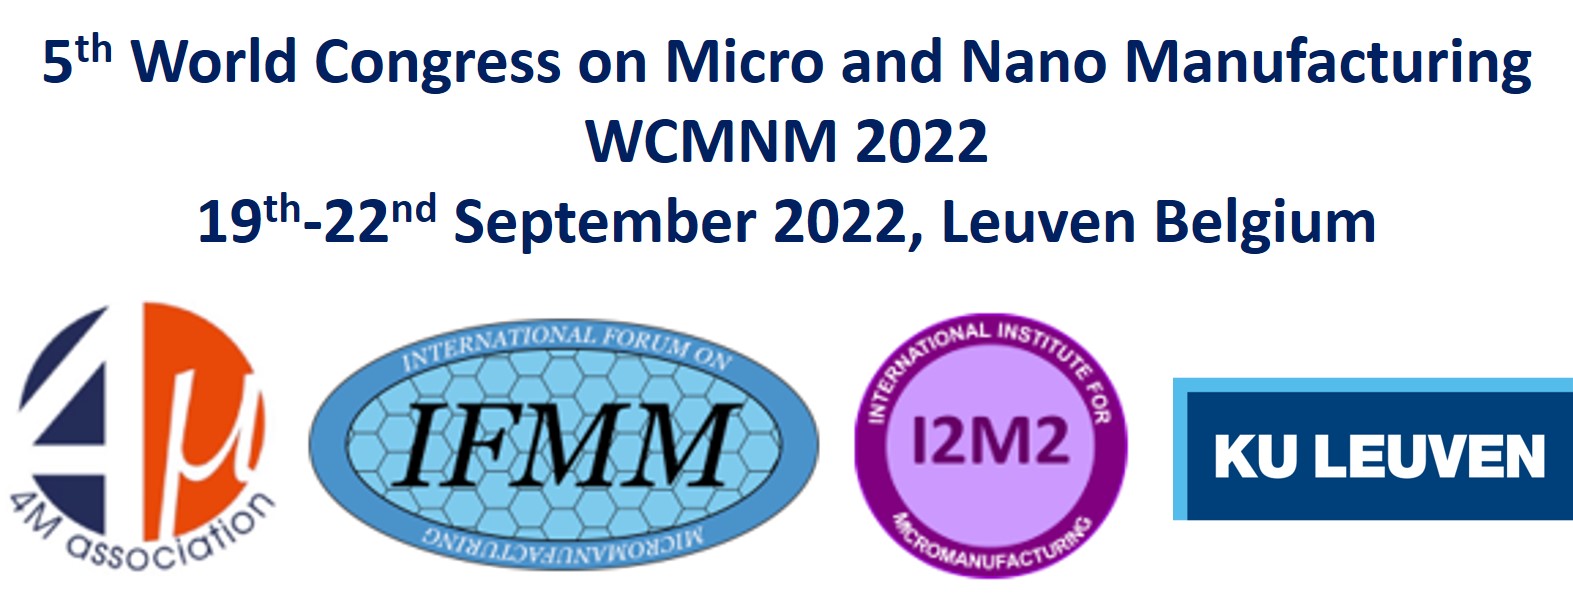 5th World Congress on Micro and Nano Manufacturing
WCMNM 2022
19th-22nd September 2022, Leuven Belgium
4μ
4M association
INTERNATIONAL FORUM ON
IFMM
MICROMANUFACTURING
INTERNATIONAL INSTITUTE FOR
I2M2
MICROMANUFACTURING
KU LEUVEN